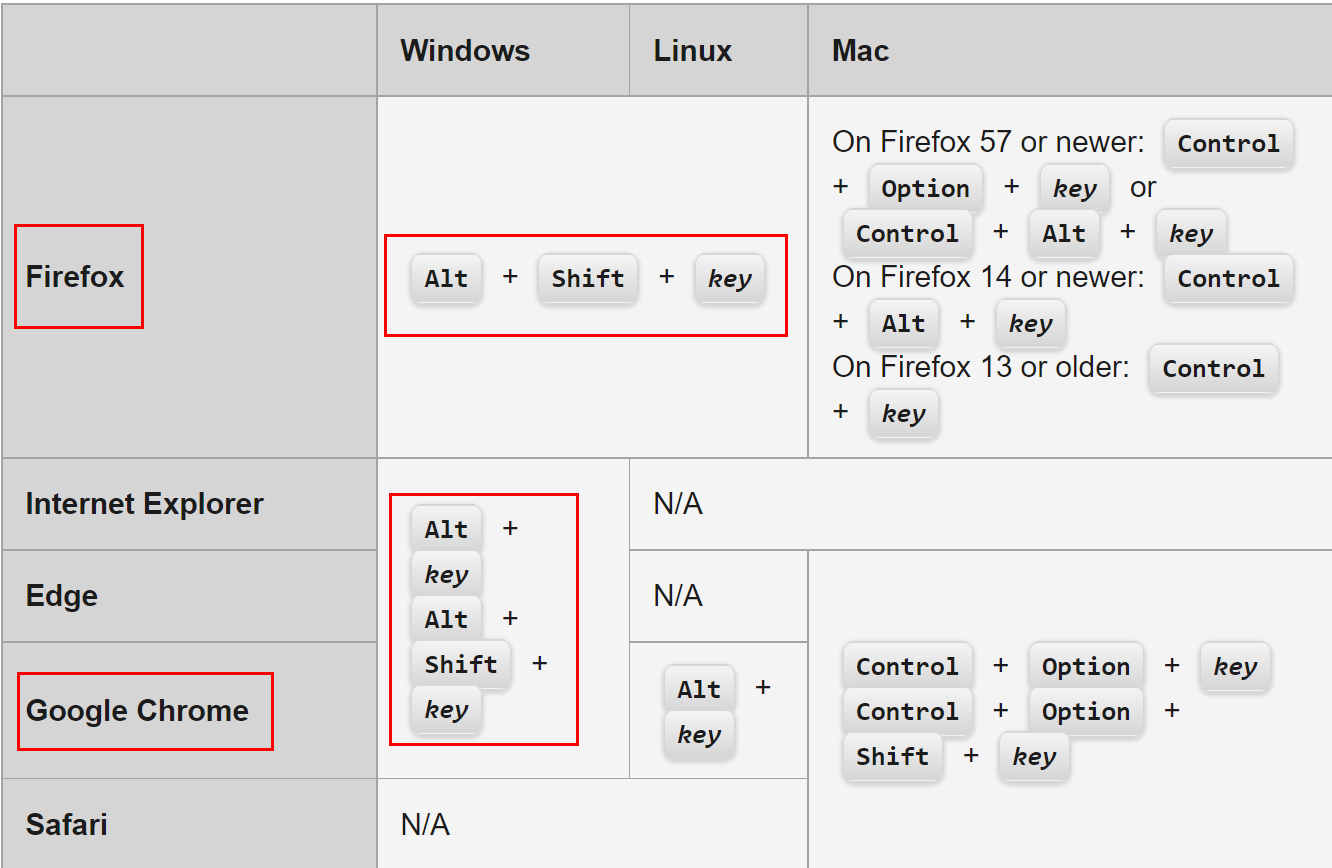 Windows Linux Mac
Firefox
Alt + Shift + key
On Firefox 57 or newer: Control
+ Option + key or
Control + Alt + key
On Firefox 14 or newer: Control
+ Alt + key
On Firefox 13 or older: Control
+ key
Internet Explorer
Alt +
key
Alt +
Shift +
key
N/A
Edge
N/A
Google Chrome
Alt +
key
Control + Option + key
Control + Option +
Shift + key
Safari
N/A